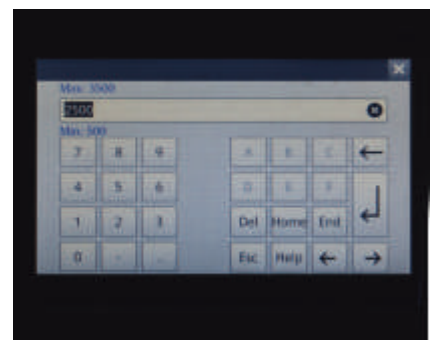 Max: 3500
2500
Min: 500
7 8 9 A B C ←
4 5 6 D E F
1 2 3 Del Home End
0 - . Esc Help ← →